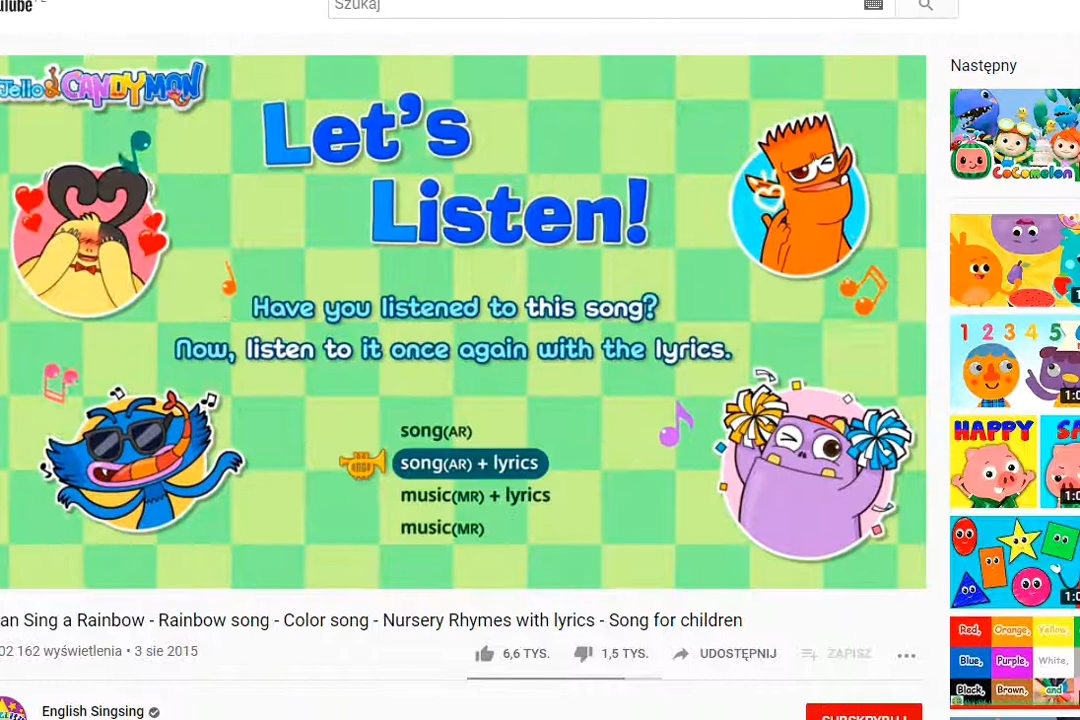 Szukaj
Następny
Jello & CANDYMAN
Let's
Listen!
Have you listened to this song?
Now, listen to it once again with the lyrics.
song(AR)
song(AR) + lyrics
music(MR) + lyrics
music(MR)
COCOMELON
1 2 3 4 5
HAPPY
Red, Orange, Yellow,
Blue, Purple, White,
Black, Brown, and
an Sing a Rainbow - Rainbow song - Color song - Nursery Rhymes with lyrics - Song for children
02 162 wyświetlenia • 3 sie 2015
6,6 TYS. 1,5 TYS. UDOSTĘPNIJ ZAPISZ
English Singsing
SUBSKRYBUJ